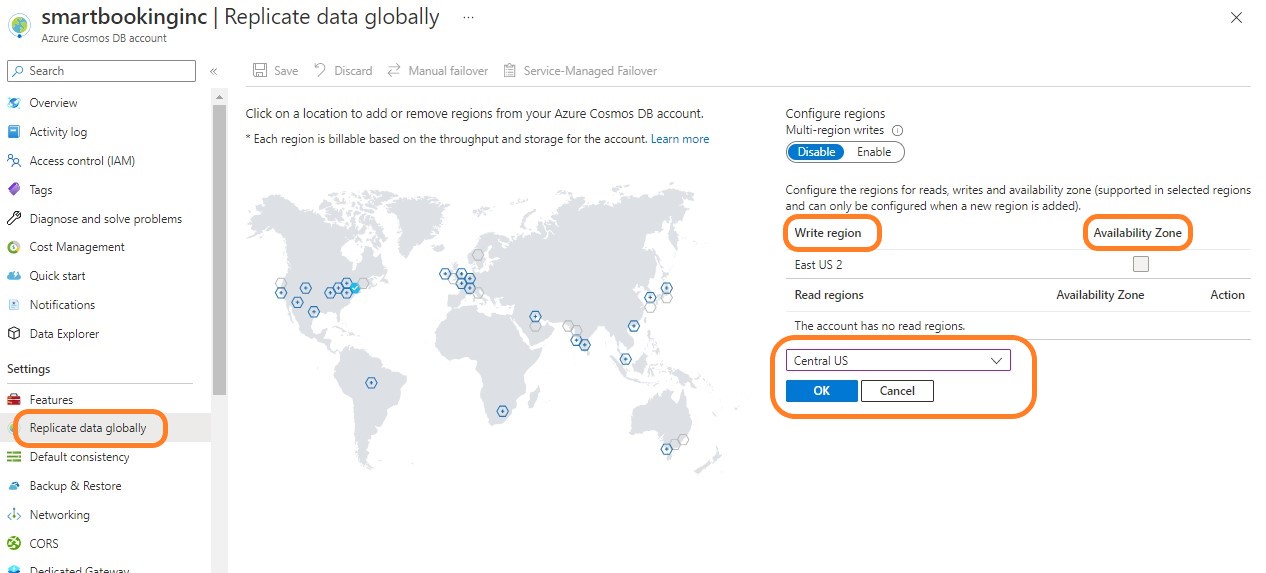 smartbookinginc | Replicate data globally ...
Azure Cosmos DB account
Search
«
Overview
Activity log
Access control (IAM)
Tags
Diagnose and solve problems
Cost Management
Quick start
Notifications
Data Explorer
Settings
Features
Replicate data globally
Default consistency
Backup & Restore
Networking
CORS
Dedicated Gateway
Save Discard Manual failover Service-Managed Failover
Click on a location to add or remove regions from your Azure Cosmos DB account.
* Each region is billable based on the throughput and storage for the account. Learn more
Configure regions
Multi-region writes
Disable Enable
Configure the regions for reads, writes and availability zone (supported in selected regions
and can only be configured when a new region is added).
Write region Availability Zone
East US 2
Read regions Availability Zone Action
The account has no read regions.
Central US
OK Cancel